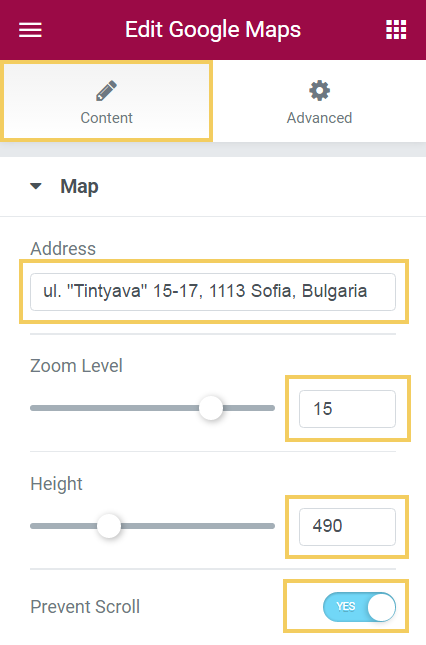 Edit Google Maps
Content
Advanced
Map
Address
ul. "Tintyava" 15-17, 1113 Sofia, Bulgaria
Zoom Level
15
Height
490
Prevent Scroll
YES